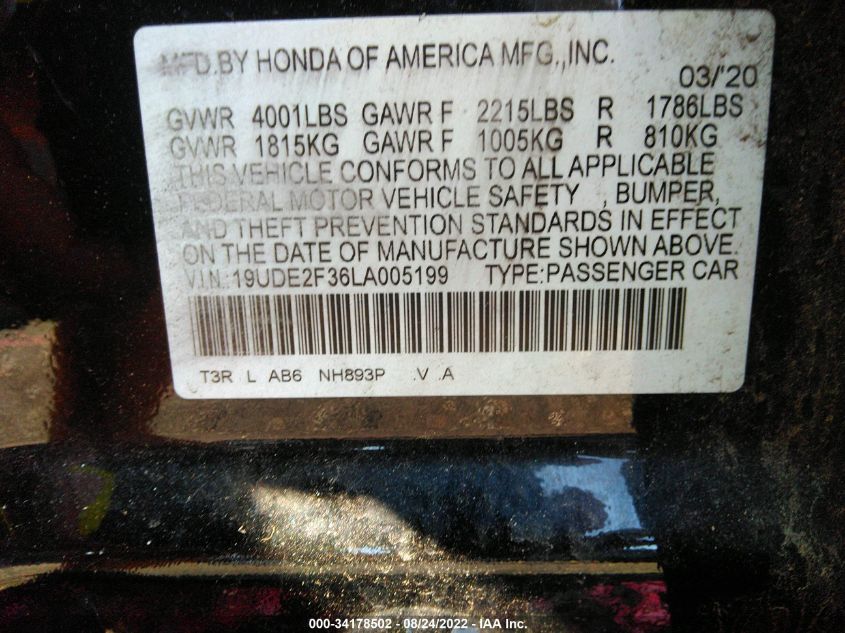 MFD. BY HONDA OF AMERICA MFG., INC.
03/'20
GVWR 4001LBS GAWR F 2215LBS R 1786LBS
GVWR 1815KG GAWR F 1005KG R 810KG
THIS VEHICLE CONFORMS TO ALL APPLICABLE
FEDERAL MOTOR VEHICLE SAFETY , BUMPER,
AND THEFT PREVENTION STANDARDS IN EFFECT
ON THE DATE OF MANUFACTURE SHOWN ABOVE.
V.I.N.:19UDE2F36LA005199 TYPE:PASSENGER CAR
T3R L AB6 NH893P .V .A
000-34178502 - 08/24/2022 - IAA Inc.